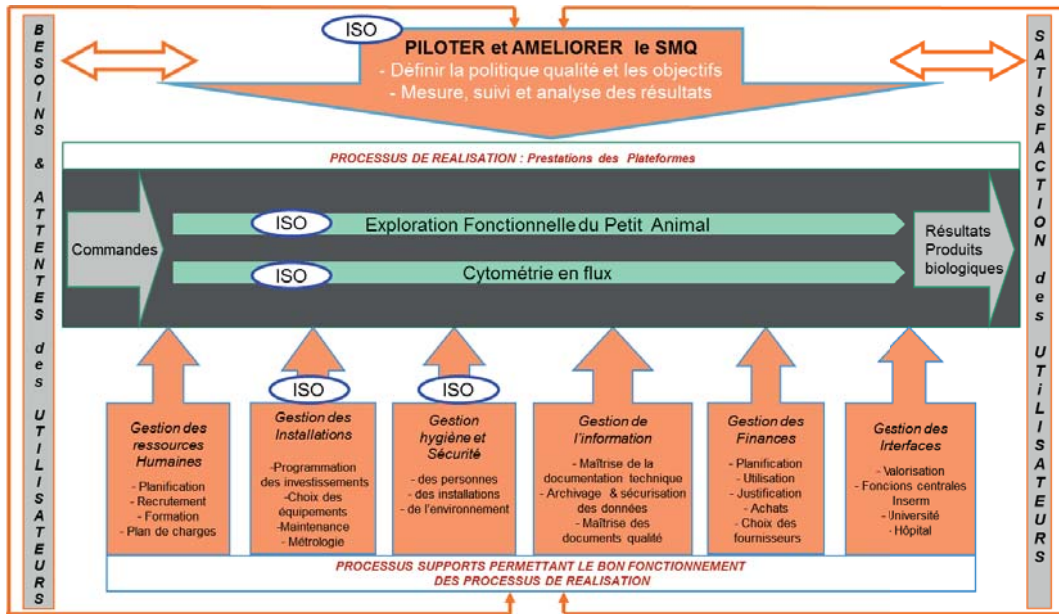 BESOINS & ATTENTES des UTILISATEURS
ISO
PILOTER et AMELIORER le SMQ
- Définir la politique qualité et les objectifs
- Mesure, suivi et analyse des résultats
SATISFACTION des UTiLISATEURS
PROCESSUS DE REALISATION : Prestations des Plateformes
Commandes
ISO
Exploration Fonctionnelle du Petit Animal
ISO
Cytométrie en flux
Résultats
Produits
biologiques
Gestion des
ressources
Humaines
- Planification
- Recrutement
- Formation
- Plan de charges
ISO
Gestion des
Installations
-Programmation
des investissements
-Choix des
équipements
-Maintenance
- Métrologie
ISO
Gestion
hygiène et
Sécurité
- des personnes
- des installations
- de l'environnement
Gestion de
l'information
- Maîtrise de la
documentation technique
- Archivage & sécurisation
des données
- Maîtrise des
documents qualité
Gestion des
Finances
- Planification
- Utilisation
- Justification
- Achats
- Choix des
fournisseurs
Gestion des
Irterfaces
- Valorisation
- Foncions centrales
Inserm
- Université
- Hôpital
PROCESSUS SUPPORTS PERMETTANT LE BON FONCTIONNEMENT
DES PROCESSUS DE REALISATION